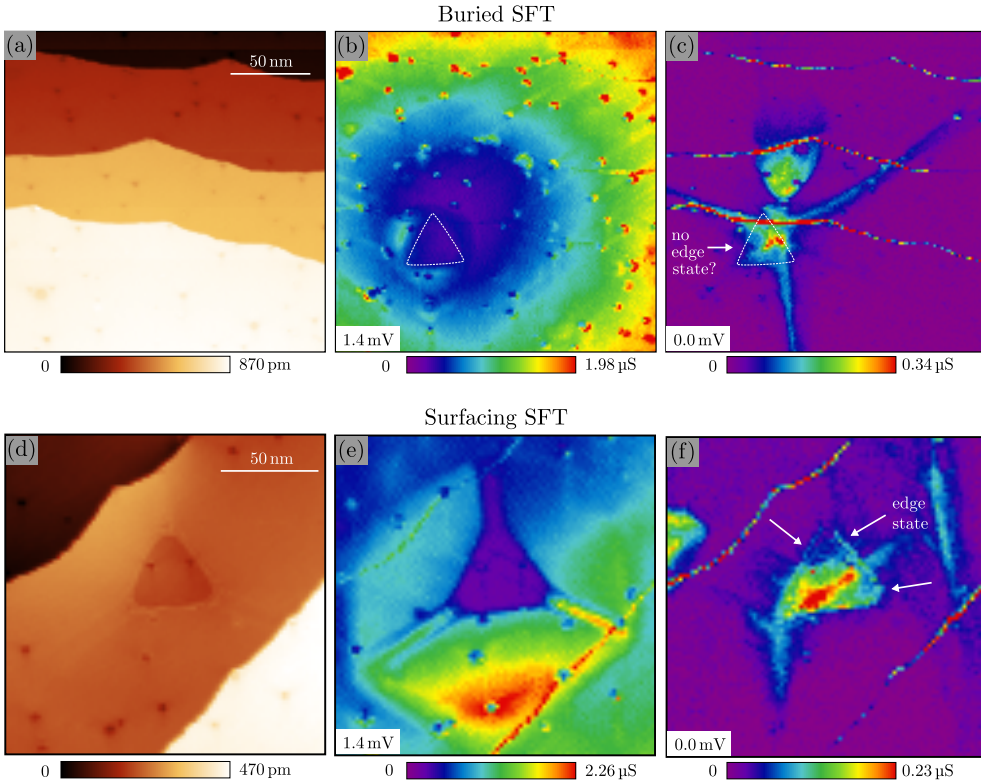 Buried SFT
(a)
50 nm
(b)
(c)
no
edge
state?
1.4 mV
0.0 mV
0
870 pm
0
1.98 µS
0
0.34 µS
Surfacing SFT
(d)
50 nm
(e)
(f)
edge
state
1.4 mV
0.0 mV
0
470 pm
0
2.26 µS
0
0.23 µS